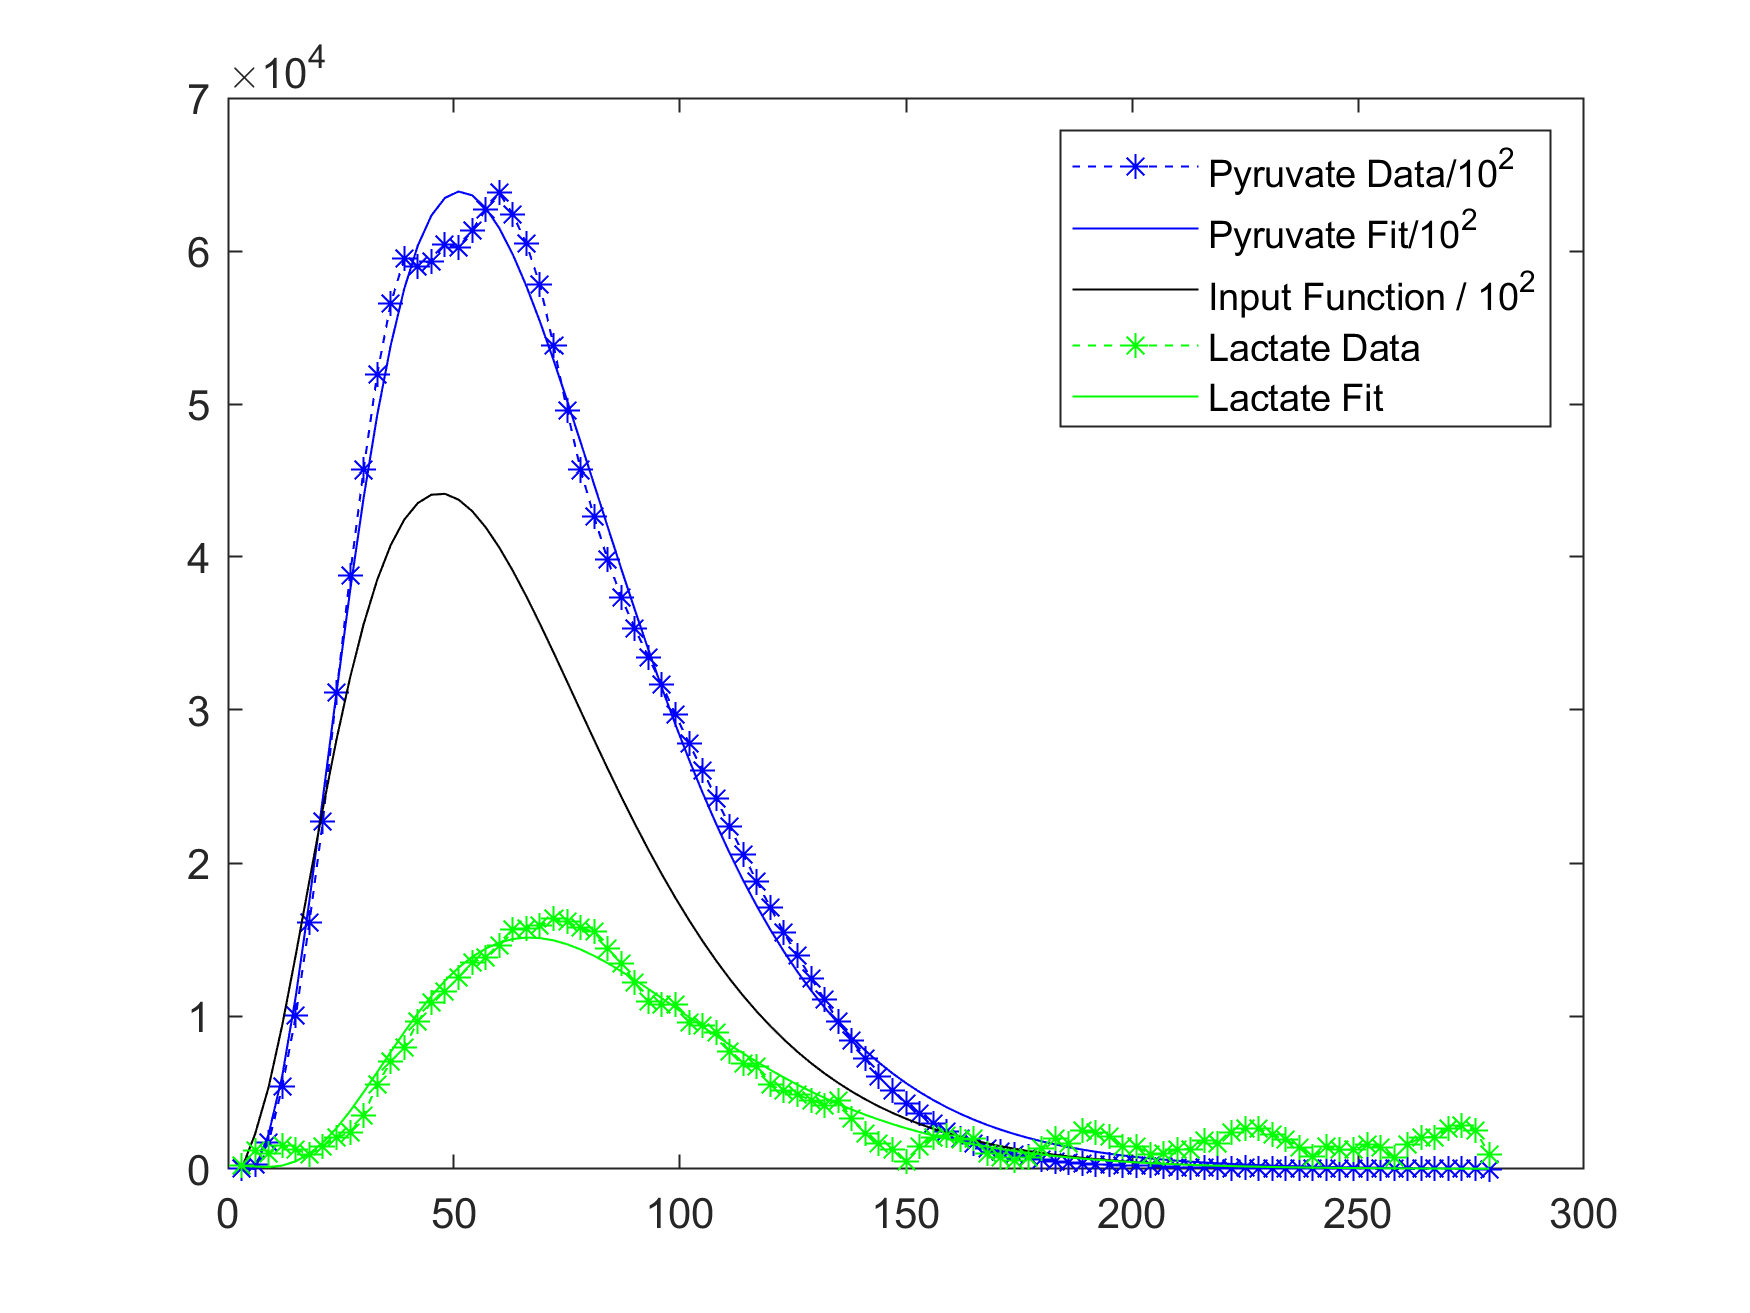 ×10^4
7
6
5
4
3
2
1
0
0 50 100 150 200 250 300
Pyruvate Data/10^2
Pyruvate Fit/10^2
Input Function / 10^2
Lactate Data
Lactate Fit